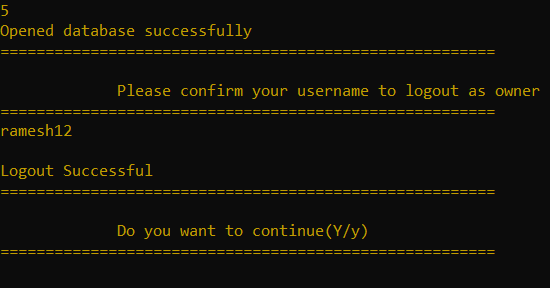 5
Opened database successfully
=======================================================
Please confirm your username to logout as owner
=======================================================
ramesh12
Logout Successful
=======================================================
Do you want to continue(Y/y)
=======================================================